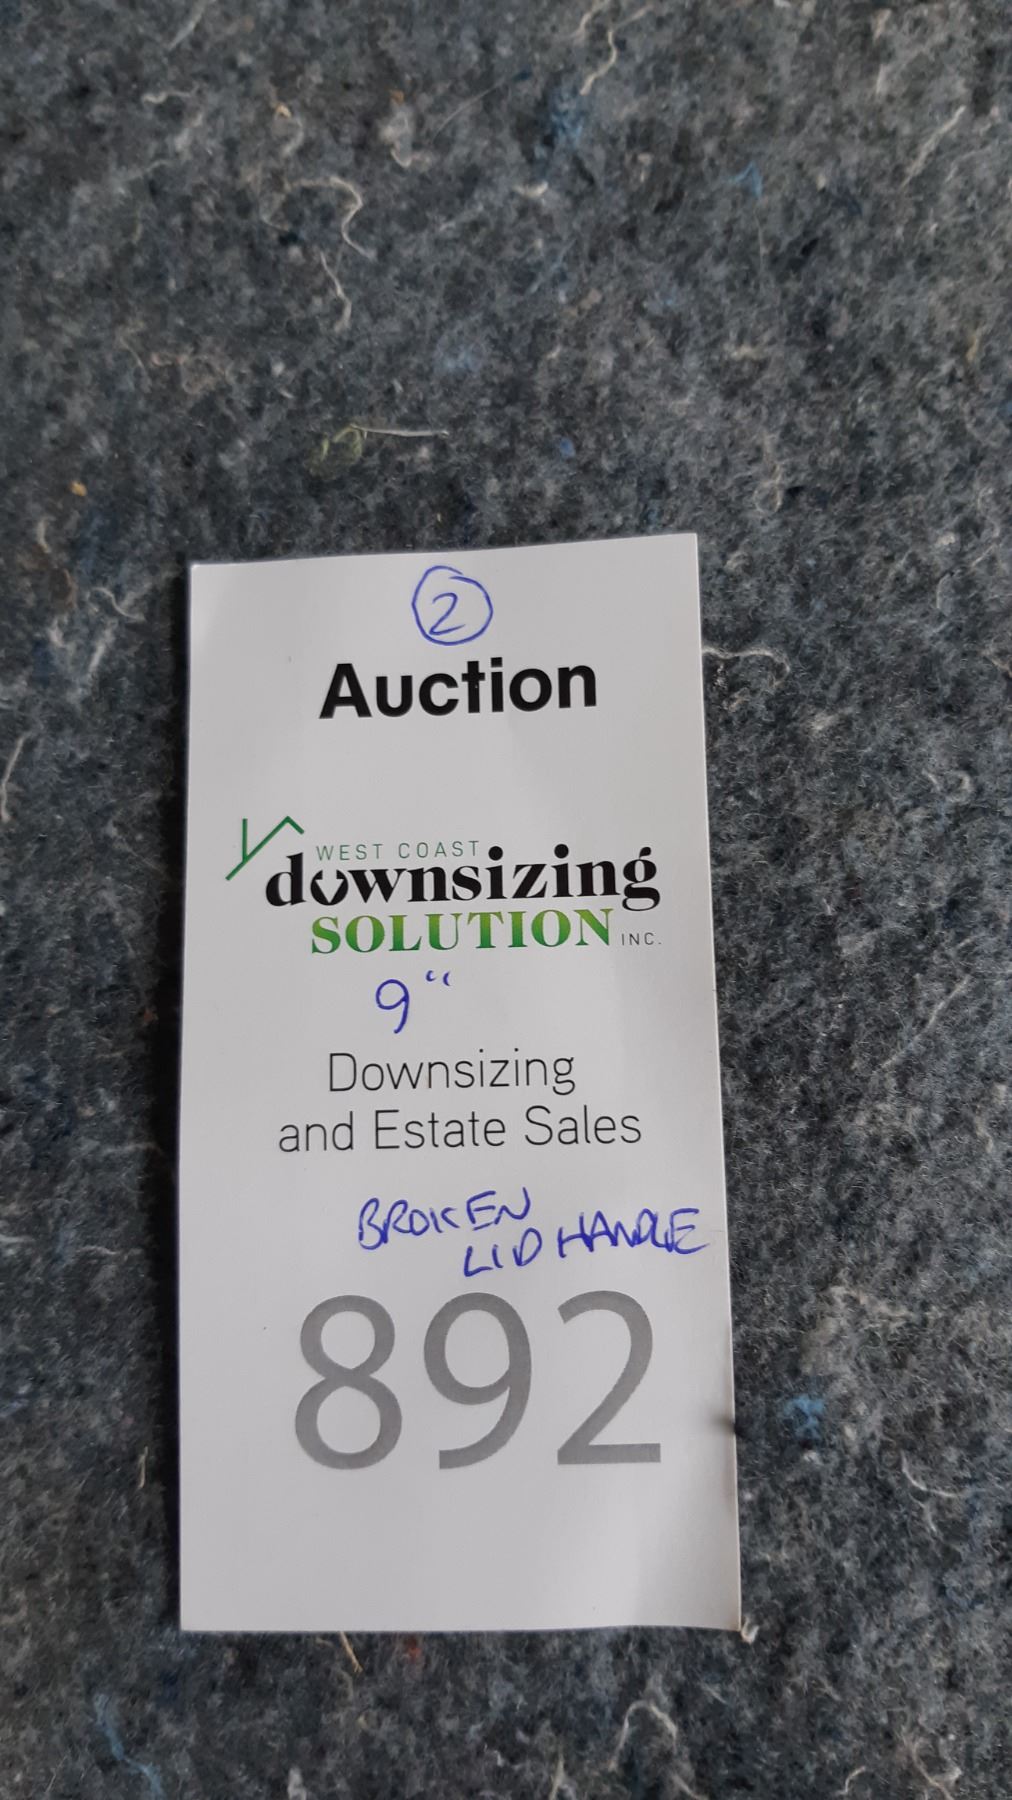 2
Auction
WEST COAST
downsizing
SOLUTION INC.
9"
Downsizing
and Estate Sales
BROKEN
LID HANDLE
892